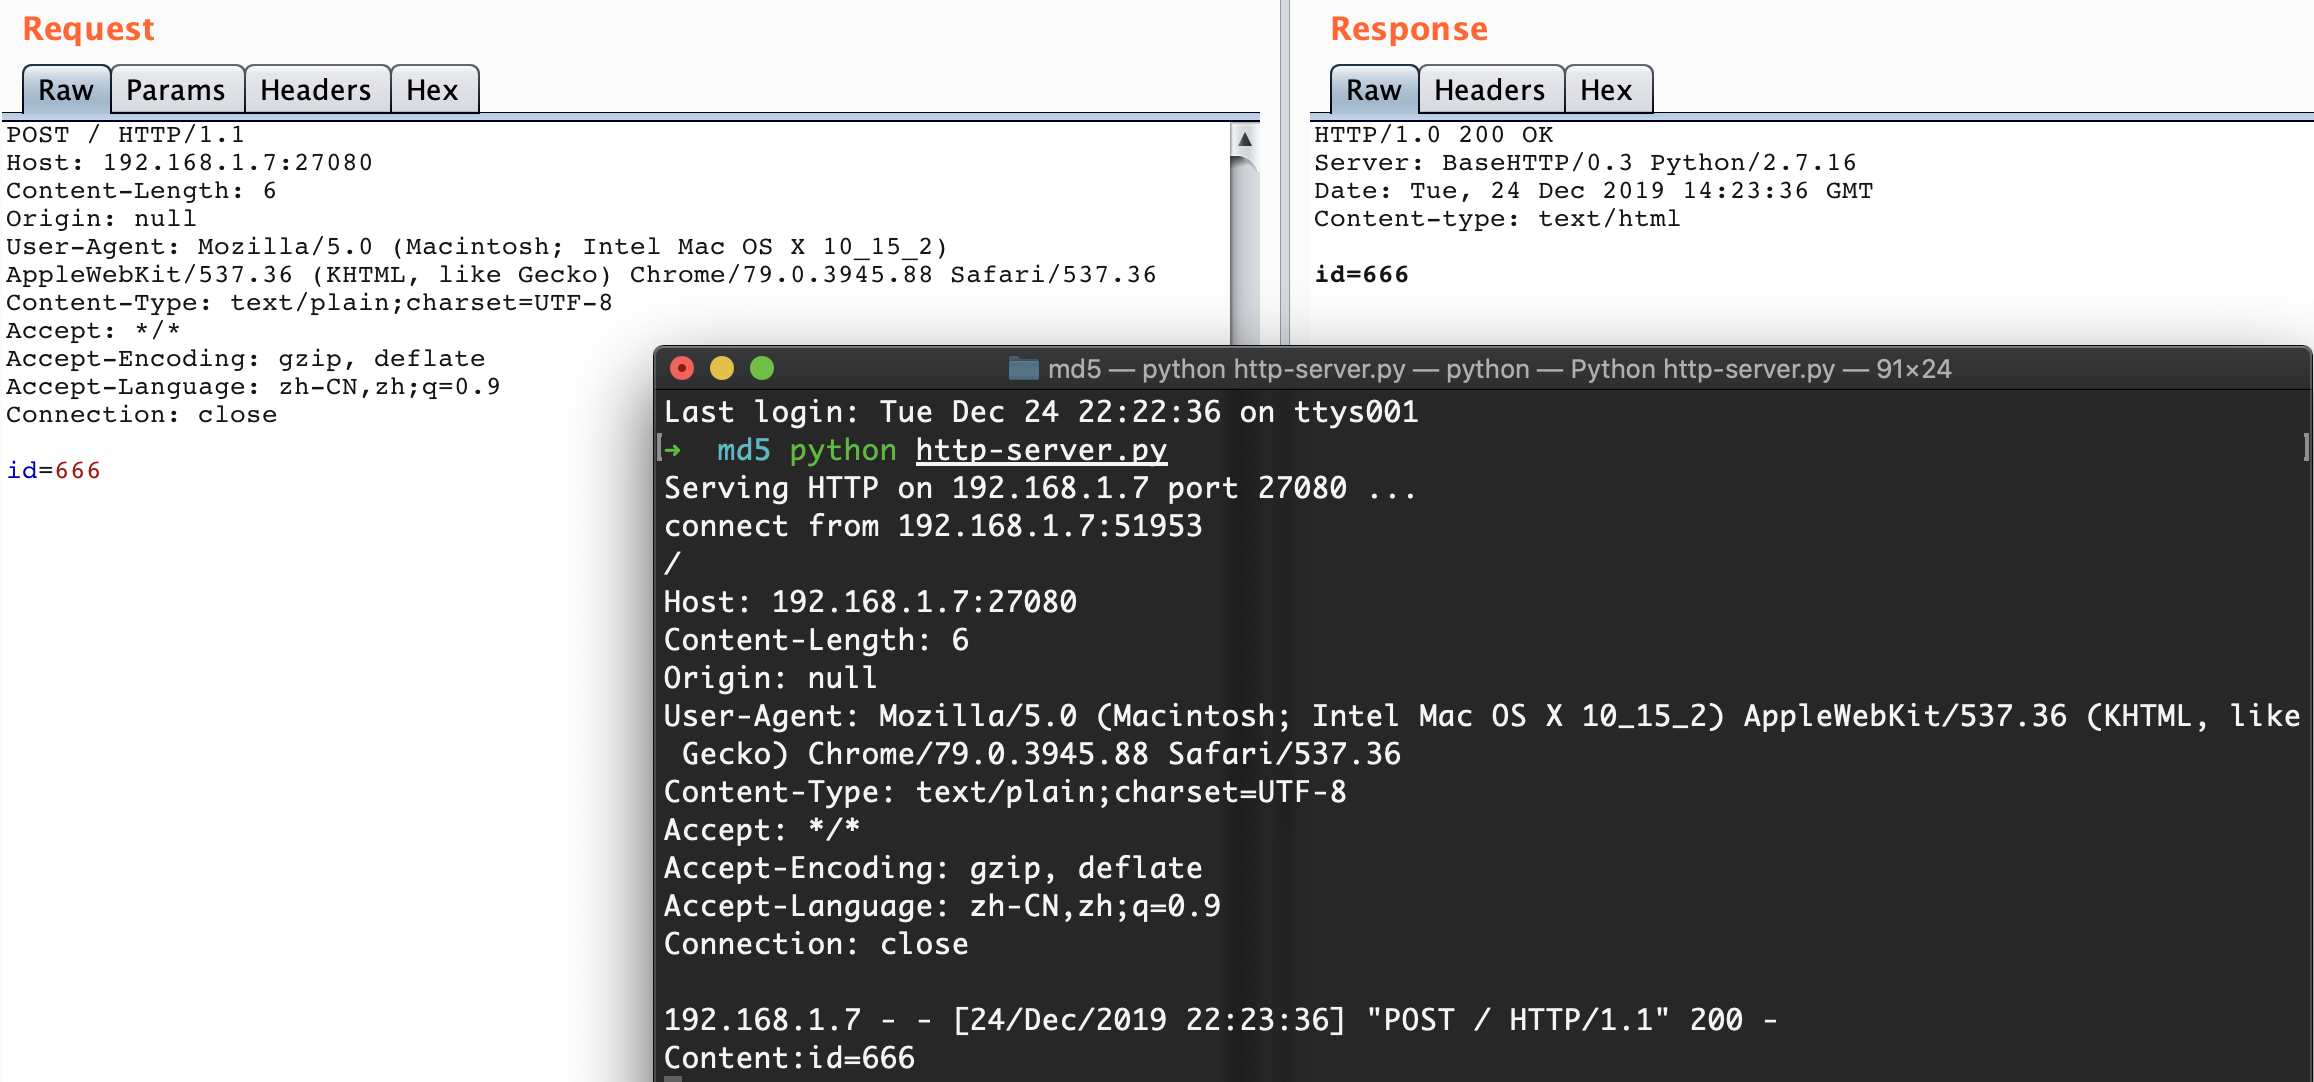 Request
Raw Params Headers Hex
POST / HTTP/1.1
Host: 192.168.1.7:27080
Content-Length: 6
Origin: null
User-Agent: Mozilla/5.0 (Macintosh; Intel Mac OS X 10_15_2)
AppleWebKit/537.36 (KHTML, like Gecko) Chrome/79.0.3945.88 Safari/537.36
Content-Type: text/plain;charset=UTF-8
Accept: */*
Accept-Encoding: gzip, deflate
Accept-Language: zh-CN,zh;q=0.9
Connection: close
id=666
Response
Raw Headers Hex
HTTP/1.0 200 OK
Server: BaseHTTP/0.3 Python/2.7.16
Date: Tue, 24 Dec 2019 14:23:36 GMT
Content-type: text/html
id=666
md5 — python http-server.py — python — Python http-server.py — 91×24
Last login: Tue Dec 24 22:22:36 on ttys001
[➜  md5 python http-server.py ]
Serving HTTP on 192.168.1.7 port 27080 ...
connect from 192.168.1.7:51953
/
Host: 192.168.1.7:27080
Content-Length: 6
Origin: null
User-Agent: Mozilla/5.0 (Macintosh; Intel Mac OS X 10_15_2) AppleWebKit/537.36 (KHTML, like
Gecko) Chrome/79.0.3945.88 Safari/537.36
Content-Type: text/plain;charset=UTF-8
Accept: */*
Accept-Encoding: gzip, deflate
Accept-Language: zh-CN,zh;q=0.9
Connection: close
192.168.1.7 - - [24/Dec/2019 22:23:36] "POST / HTTP/1.1" 200 -
Content:id=666